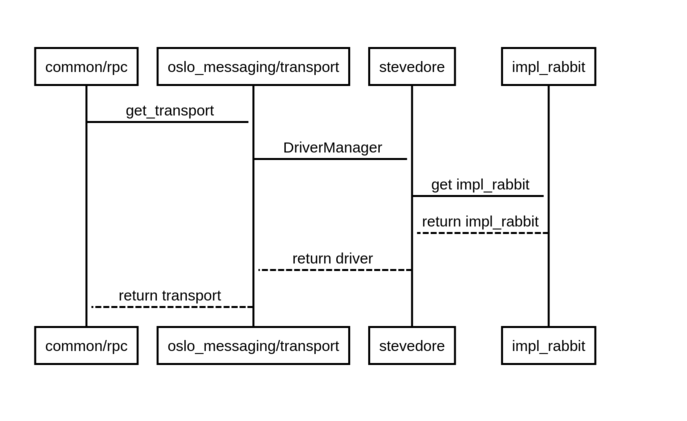 common/rpc
oslo_messaging/transport
stevedore
impl_rabbit
get_transport
DriverManager
get impl_rabbit
return impl_rabbit
return driver
return transport
common/rpc
oslo_messaging/transport
stevedore
impl_rabbit